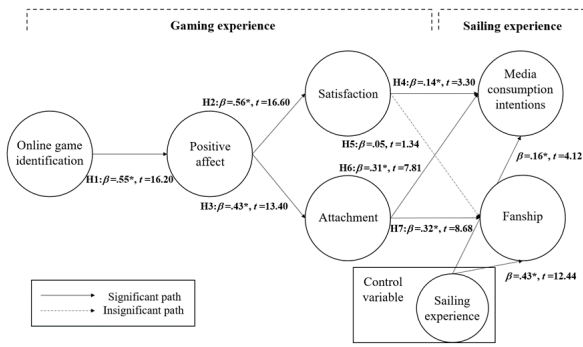 Gaming experience
Sailing experience
Online game
identification
H1:β=.55*, t=16.20
Positive
affect
H2:β=.56*, t=16.60
H3:β=.43*, t=13.40
Satisfaction
Attachment
H4:β=.14*, t=3.30
H5:β=.05, t=1.34
H6:β=.31*, t=7.81
H7:β=.32*, t=8.68
Media
consumption
intentions
β=.16*, t=4.12
Fanship
β=.43*, t=12.44
Control
variable
Sailing
experience
Significant path
Insignificant path